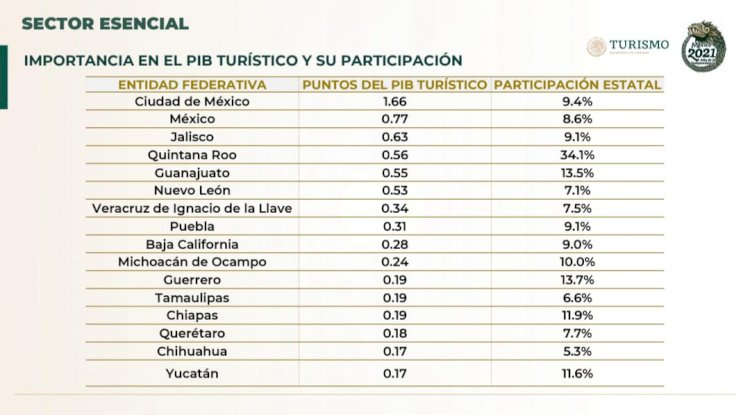 SECTOR ESENCIAL
TURISMO
México
2021
IMPORTANCIA EN EL PIB TURÍSTICO Y SU PARTICIPACIÓN
ENTIDAD FEDERATIVA PUNTOS DEL PIB TURÍSTICO PARTICIPACIÓN ESTATAL
Ciudad de México 1.66 9.4%
México 0.77 8.6%
Jalisco 0.63 9.1%
Quintana Roo 0.56 34.1%
Guanajuato 0.55 13.5%
Nuevo León 0.53 7.1%
Veracruz de Ignacio de la Llave 0.34 7.5%
Puebla 0.31 9.1%
Baja California 0.28 9.0%
Michoacán de Ocampo 0.24 10.0%
Guerrero 0.19 13.7%
Tamaulipas 0.19 6.6%
Chiapas 0.19 11.9%
Querétaro 0.18 7.7%
Chihuahua 0.17 5.3%
Yucatán 0.17 11.6%